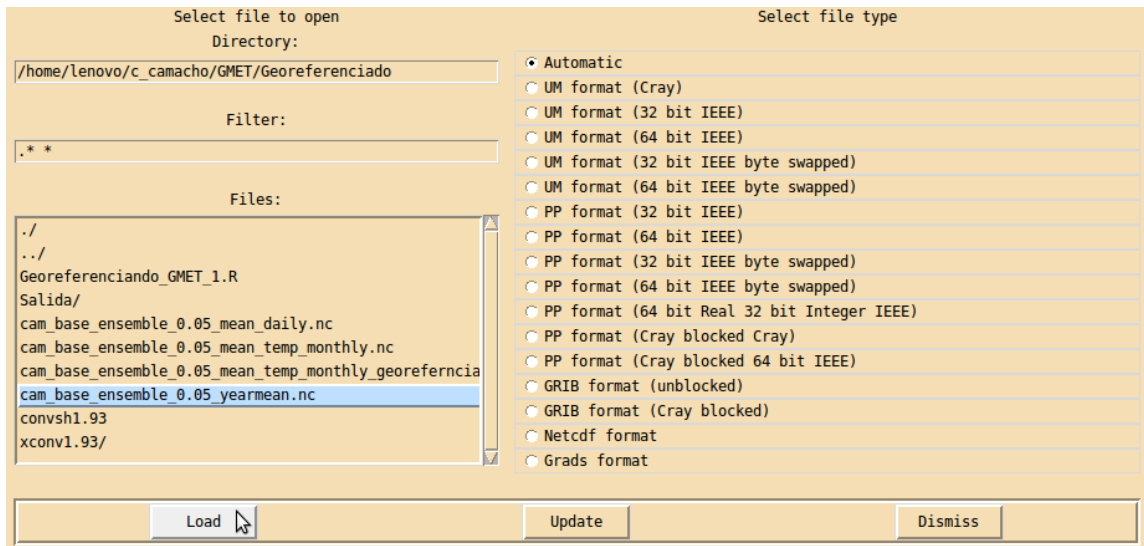 Select file to open
Directory:
/home/lenovo/c_camacho/GMET/Georeferenciado
Filter:
.* *
Files:
./
../
Georeferenciando_GMET_1.R
Salida/
cam_base_ensemble_0.05_mean_daily.nc
cam_base_ensemble_0.05_mean_temp_monthly.nc
cam_base_ensemble_0.05_mean_temp_monthly_georeferncia
cam_base_ensemble_0.05_yearmean.nc
convsh1.93
xconv1.93/
Select file type
Automatic
UM format (Cray)
UM format (32 bit IEEE)
UM format (64 bit IEEE)
UM format (32 bit IEEE byte swapped)
UM format (64 bit IEEE byte swapped)
PP format (32 bit IEEE)
PP format (64 bit IEEE)
PP format (32 bit IEEE byte swapped)
PP format (64 bit IEEE byte swapped)
PP format (64 bit Real 32 bit Integer IEEE)
PP format (Cray blocked Cray)
PP format (Cray blocked 64 bit IEEE)
GRIB format (unblocked)
GRIB format (Cray blocked)
Netcdf format
Grads format
Load
Update
Dismiss